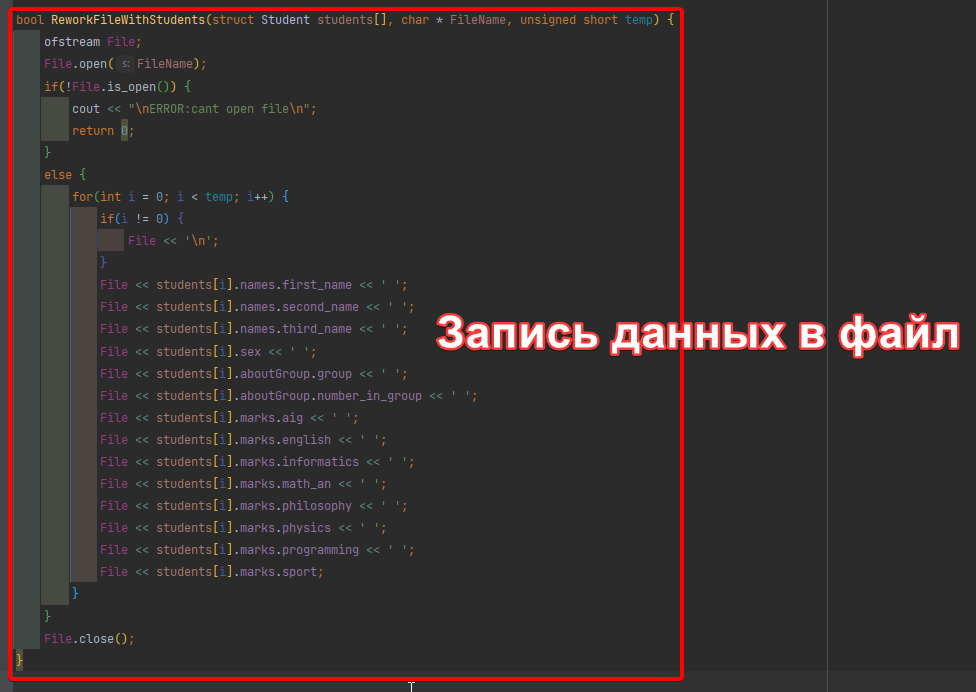 bool ReworkFileWithStudents(struct Student students[], char * FileName, unsigned short temp) {
ofstream File;
File.open( s: FileName);
if(!File.is_open()) {
cout << "\nERROR:cant open file\n";
return 0;
}
else {
for(int i = 0; i < temp; i++) {
if(i != 0) {
File << '\n';
}
File << students[i].names.first_name << ' ';
File << students[i].names.second_name << ' ';
File << students[i].names.third_name << ' ';
File << students[i].sex << ' ';
File << students[i].aboutGroup.group << ' ';
File << students[i].aboutGroup.number_in_group << ' ';
File << students[i].marks.aig << ' ';
File << students[i].marks.english << ' ';
File << students[i].marks.informatics << ' ';
File << students[i].marks.math_an << ' ';
File << students[i].marks.philosophy << ' ';
File << students[i].marks.physics << ' ';
File << students[i].marks.programming << ' ';
File << students[i].marks.sport;
}
}
File.close();
}
Запись данных в файл